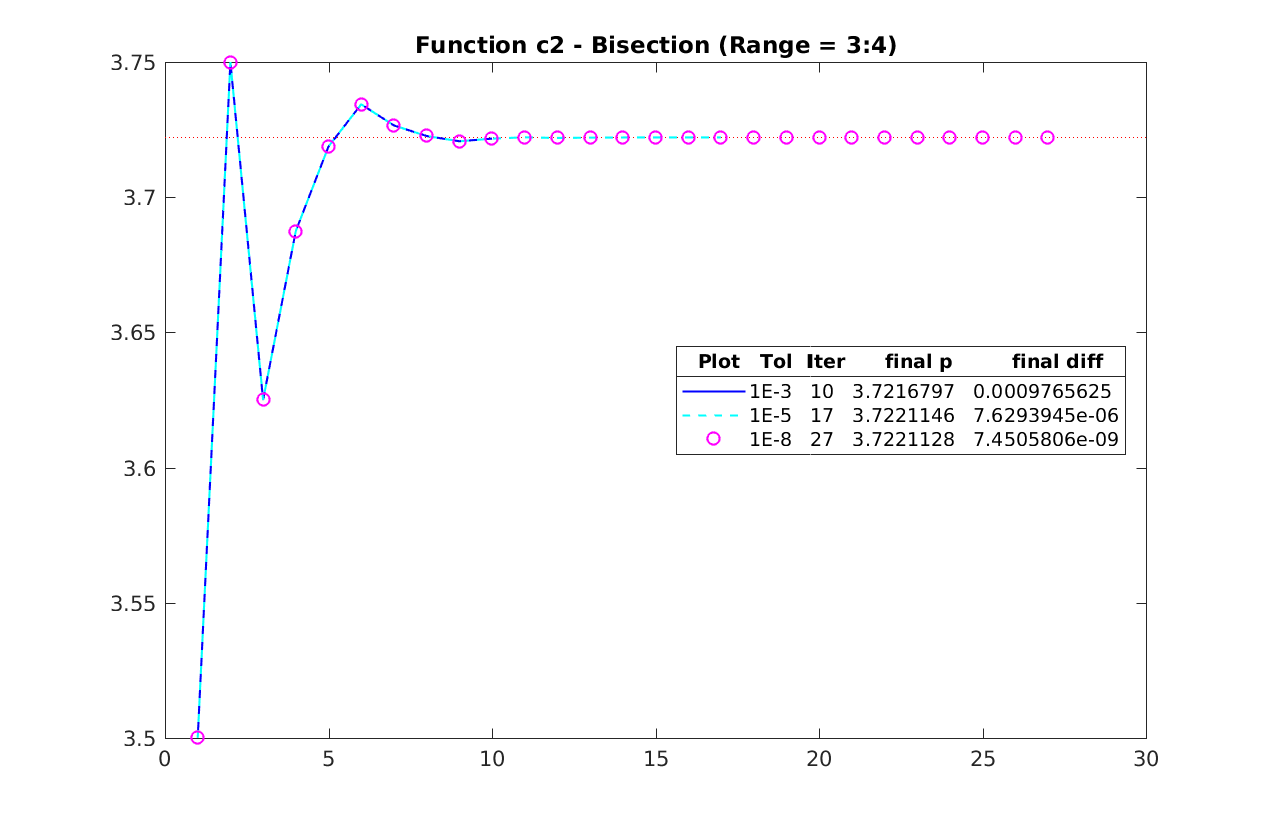 Function c2 - Bisection (Range = 3:4)
3.75
3.7
3.65
3.6
3.55
3.5
Plot Tol Iter final p final diff
1E-3 10 3.7216797 0.0009765625
1E-5 17 3.7221146 7.6293945e-06
1E-8 27 3.7221128 7.4505806e-09
0 5 10 15 20 25 30